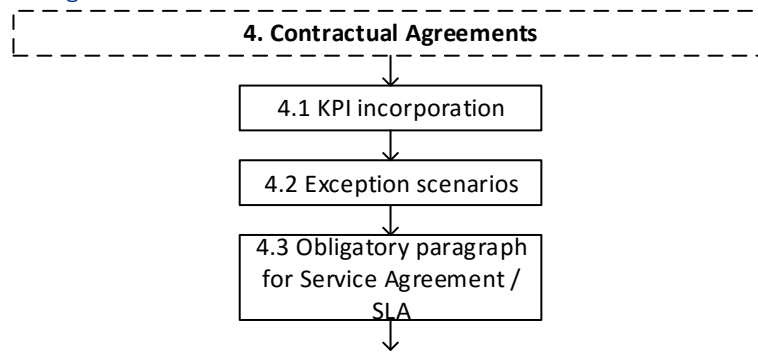 4. Contractual Agreements
4.1 KPI incorporation
4.2 Exception scenarios
4.3 Obligatory paragraph
for Service Agreement /
SLA